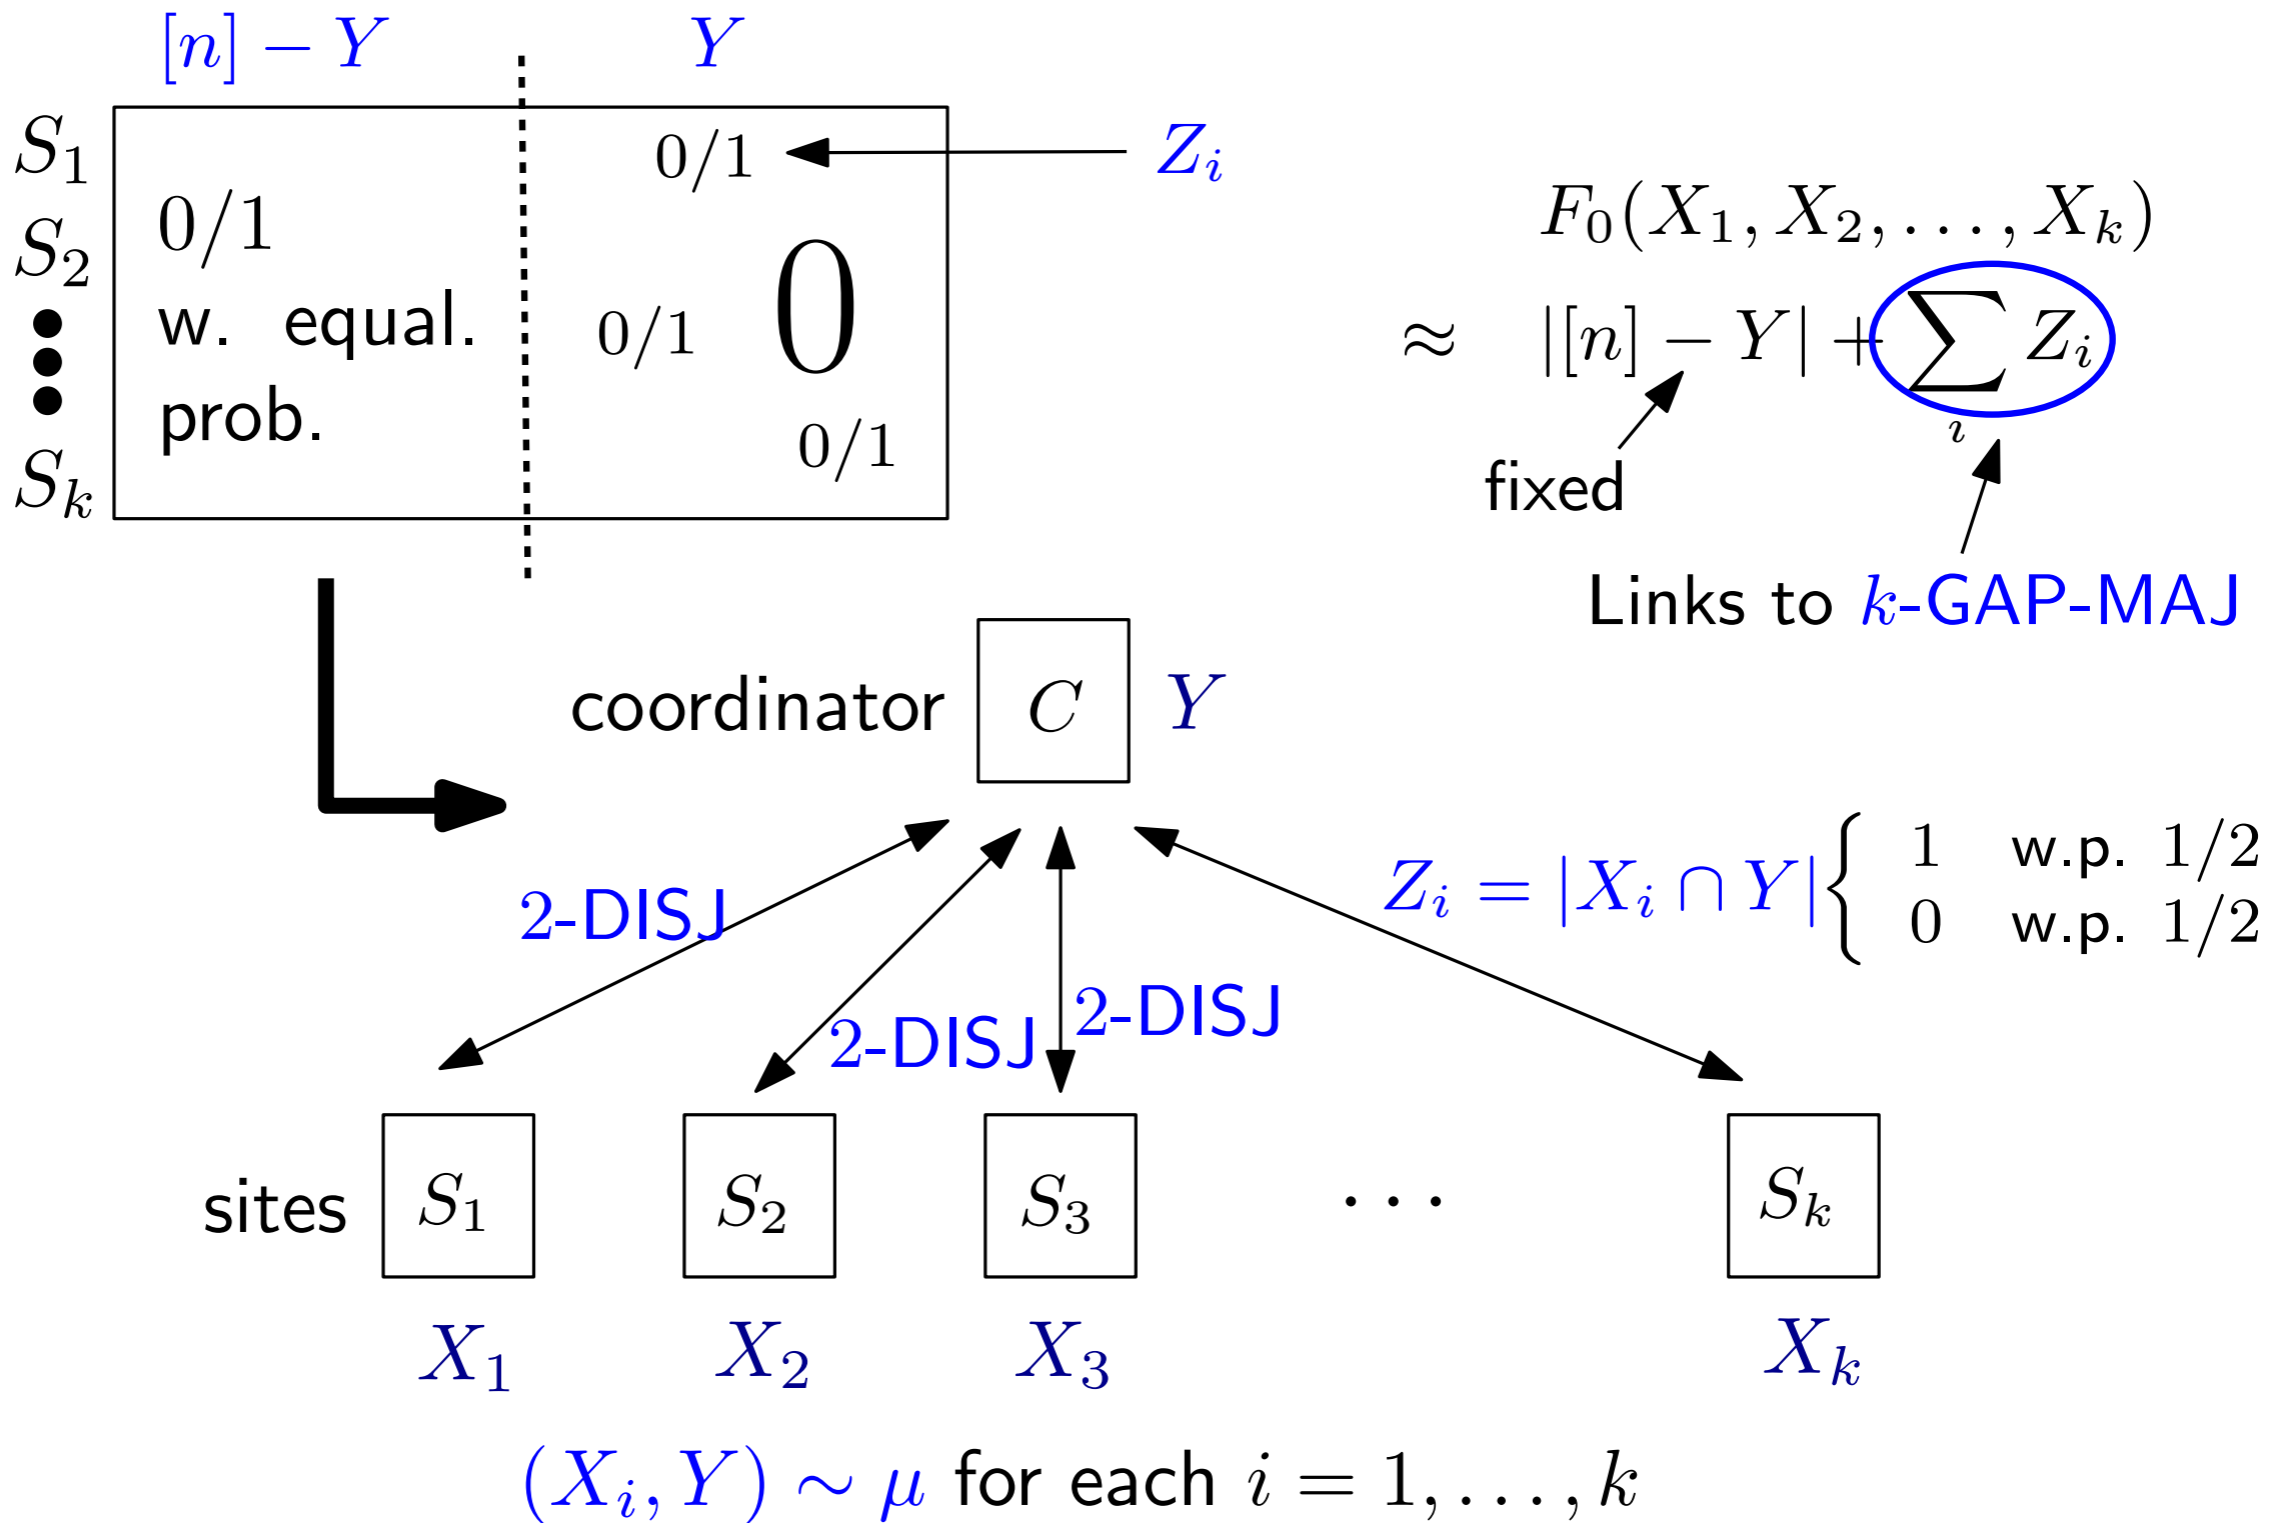 [n] − Y
Y
S₁
S₂
Sₖ
0/1
w. equal.
prob.
0/1
0/1
0
0/1
Zᵢ
F₀(X₁, X₂, . . . , Xₖ)
≈ |[n] − Y| + ∑ Zᵢ
i
fixed
Links to k-GAP-MAJ
coordinator
C
Y
2-DISJ
2-DISJ
2-DISJ
Zᵢ = |Xᵢ ∩ Y| {
1 w.p. 1/2
0 w.p. 1/2
sites
S₁
S₂
S₃
· · ·
Sₖ
X₁
X₂
X₃
Xₖ
(Xᵢ, Y) ∼ μ for each i = 1, . . . , k